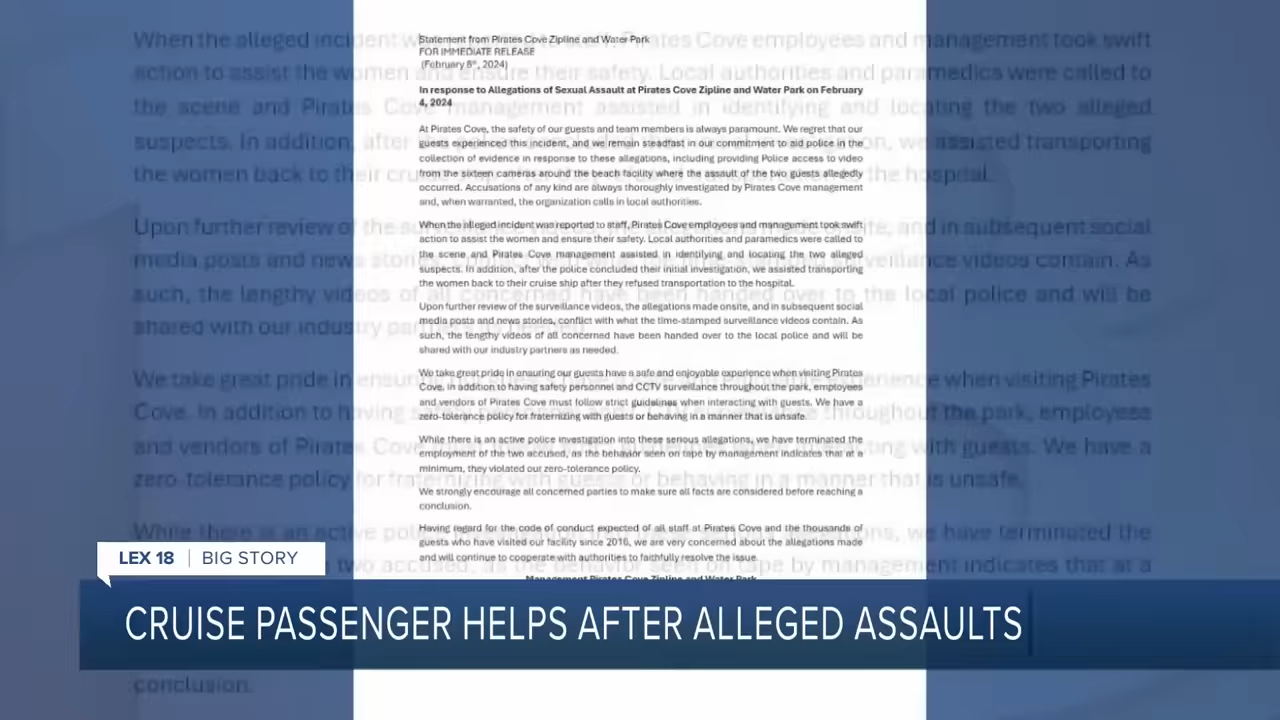 Statement from Pirates Cove Zipline and Water Park
FOR IMMEDIATE RELEASE
(February 8th, 2024)
In response to Allegations of Sexual Assault at Pirates Cove Zipline and Water Park on February
4, 2024
At Pirates Cove, the safety of our guests and team members is always paramount. We regret that our
guests experienced this incident, and we remain steadfast in our commitment to aid police in the
collection of evidence in response to these allegations, including providing Police access to video
from the sixteen cameras around the beach facility where the assault of the two guests allegedly
occurred. Accusations of any kind are always thoroughly investigated by Pirates Cove management
and, when warranted, the organization calls in local authorities.
When the alleged incident was reported to staff, Pirates Cove employees and management took swift
action to assist the women and ensure their safety. Local authorities and paramedics were called to
the scene and Pirates Cove management assisted in identifying and locating the two alleged
suspects. In addition, after the police concluded their initial investigation, we assisted transporting
the women back to their cruise ship after they refused transportation to the hospital.
Upon further review of the surveillance videos, the allegations made onsite, and in subsequent social
media posts and news stories, conflict with what the time-stamped surveillance videos contain. As
such, the lengthy videos of all concerned have been handed over to the local police and will be
shared with our industry partners as needed.
We take great pride in ensuring our guests have a safe and enjoyable experience when visiting Pirates
Cove. In addition to having safety personnel and CCTV surveillance throughout the park, employees
and vendors of Pirates Cove must follow strict guidelines when interacting with guests. We have a
zero-tolerance policy for fraternizing with guests or behaving in a manner that is unsafe.
While there is an active police investigation into these serious allegations, we have terminated the
employment of the two accused, as the behavior seen on tape by management indicates that at a
minimum, they violated our zero-tolerance policy.
We strongly encourage all concerned parties to make sure all facts are considered before reaching a
conclusion.
Having regard for the code of conduct expected of all staff at Pirates Cove and the thousands of
guests who have visited our facility since 2016, we are very concerned about the allegations made
and will continue to cooperate with authorities to faithfully resolve the issue.
Management Pirates Cove Zipline and Water Park
LEX 18 | BIG STORY
CRUISE PASSENGER HELPS AFTER ALLEGED ASSAULTS
conclusion.